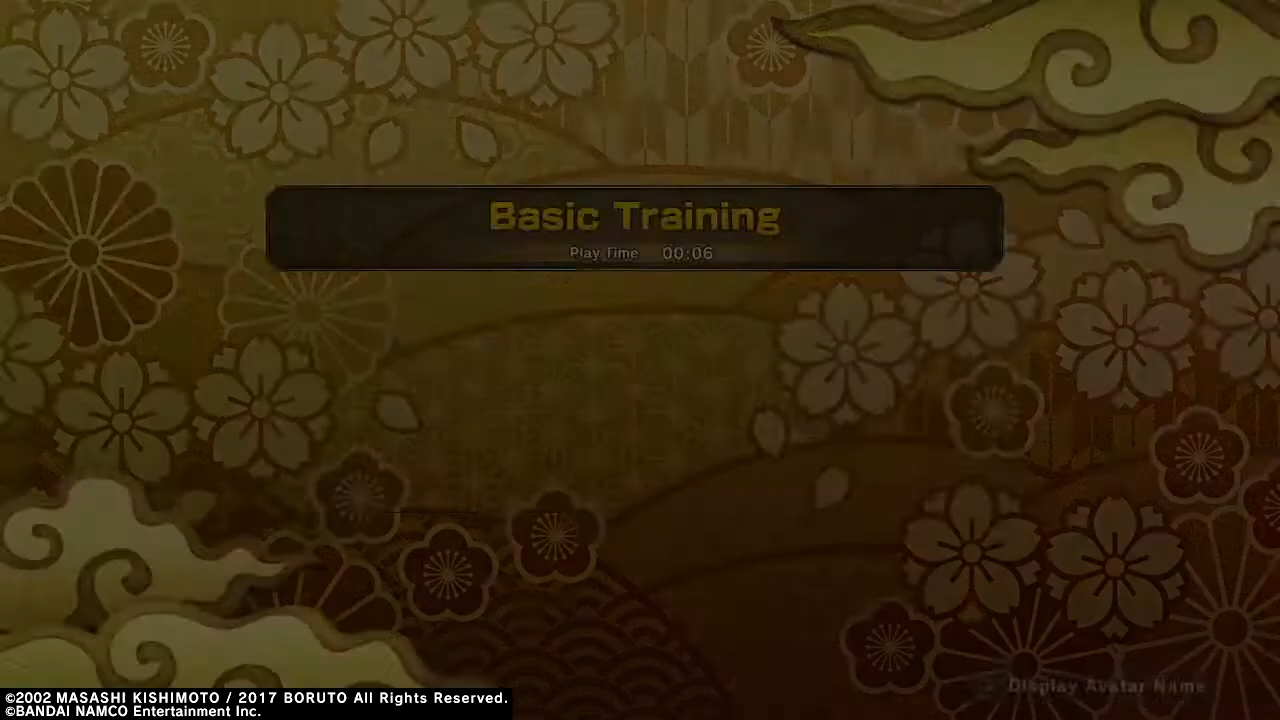 Basic Training
Play Time 00:06
Display Avatar Name
©2002 MASASHI KISHIMOTO / 2017 BORUTO All Rights Reserved.
©BANDAI NAMCO Entertainment Inc.